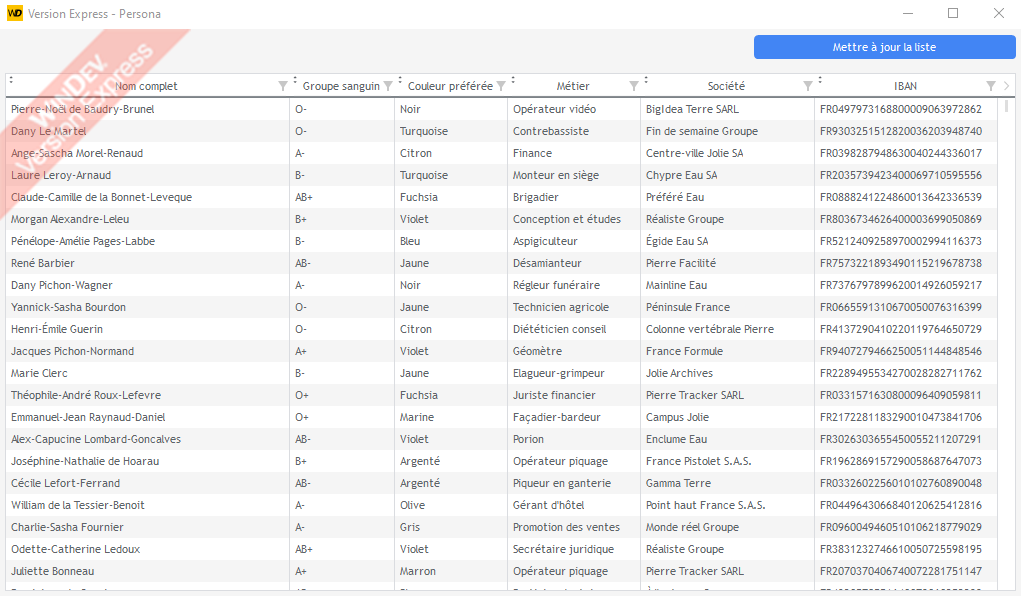 WD Version Express - Persona
Mettre à jour la liste
WINDEV
Version Express
Nom complet Groupe sanguin Couleur préférée Métier Société IBAN
Pierre-Noël de Baudry-Brunel O- Noir Opérateur vidéo BigIdea Terre SARL FR0497973168800009063972862
Dany Le Martel O- Turquoise Contrebassiste Fin de semaine Groupe FR9303251512820036203948740
Ange-Sascha Morel-Renaud A- Citron Finance Centre-ville Jolie SA FR0398287948630040244336017
Laure Leroy-Arnaud B- Turquoise Monteur en siège Chypre Eau SA FR2035739423400069710595556
Claude-Camille de la Bonnet-Leveque AB+ Fuchsia Brigadier Préféré Eau FR0888241224860013642336539
Morgan Alexandre-Leleu B+ Violet Conception et études Réaliste Groupe FR8036734626400003699050869
Pénélope-Amélie Pages-Labbe B- Bleu Aspigiculteur Égide Eau SA FR5212409258970002994116373
René Barbier AB- Jaune Désamianteur Pierre Facilité FR7573221893490115219678738
Dany Pichon-Wagner A- Noir Régleur funéraire Mainline Eau FR7376797899620014926059217
Yannick-Sasha Bourdon O- Jaune Technicien agricole Péninsule France FR0665591310670050076316399
Henri-Émile Guerin O- Citron Diététicien conseil Colonne vertébrale Pierre FR4137290410220119764650729
Jacques Pichon-Normand A+ Violet Géomètre France Formule FR9407279466250051144848546
Marie Clerc B- Jaune Elagueur-grimpeur Jolie Archives FR2289495534270028282711762
Théophile-André Roux-Lefevre O+ Fuchsia Juriste financier Pierre Tracker SARL FR0331571630800096409059811
Emmanuel-Jean Raynaud-Daniel O+ Marine Façadier-bardeur Campus Jolie FR2172281183290010473841706
Alex-Capucine Lombard-Goncalves AB- Violet Porion Enclume Eau FR3026303655450055211207291
Joséphine-Nathalie de Hoarau B+ Argenté Opérateur piquage France Pistolet S.A.S. FR1962869157290058687647073
Cécile Lefort-Ferrand AB- Argenté Piqueur en ganterie Gamma Terre FR0332602256010102760890048
William de la Tessier-Benoit A- Olive Gérant d'hôtel Point haut France S.A.S. FR0449643066840120625412816
Charlie-Sasha Fournier A- Gris Promotion des ventes Monde réel Groupe FR0960049460510106218779029
Odette-Catherine Ledoux AB+ Violet Secrétaire juridique Réaliste Groupe FR3831232746610050725598195
Juliette Bonneau A+ Marron Opérateur piquage Pierre Tracker SARL FR2070370406740072281751147